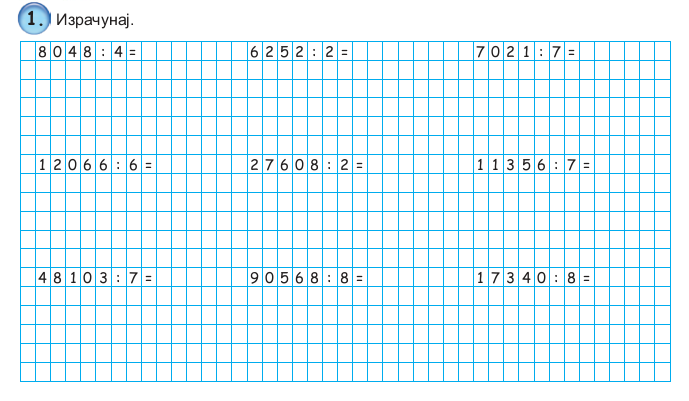 1. Израчунај.
8048:4= 6252:2= 7021:7=
12066:6= 27608:2= 11356:7=
48103:7= 90568:8= 17340:8=